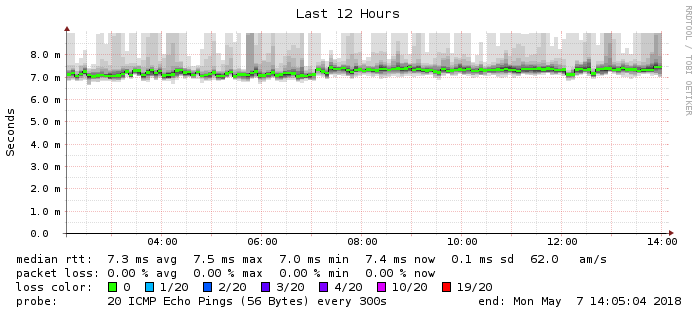 Last 12 Hours
RRDTOOL / TOBI OETIKER
Seconds
8.0 m
7.0 m
6.0 m
5.0 m
4.0 m
3.0 m
2.0 m
1.0 m
0.0
04:00 06:00 08:00 10:00 12:00 14:00
median rtt: 7.3 ms avg 7.5 ms max 7.0 ms min 7.4 ms now 0.1 ms sd 62.0 am/s
packet loss: 0.00 % avg 0.00 % max 0.00 % min 0.00 % now
loss color: 0 1/20 2/20 3/20 4/20 10/20 19/20
probe: 20 ICMP Echo Pings (56 Bytes) every 300s end: Mon May 7 14:05:04 2018